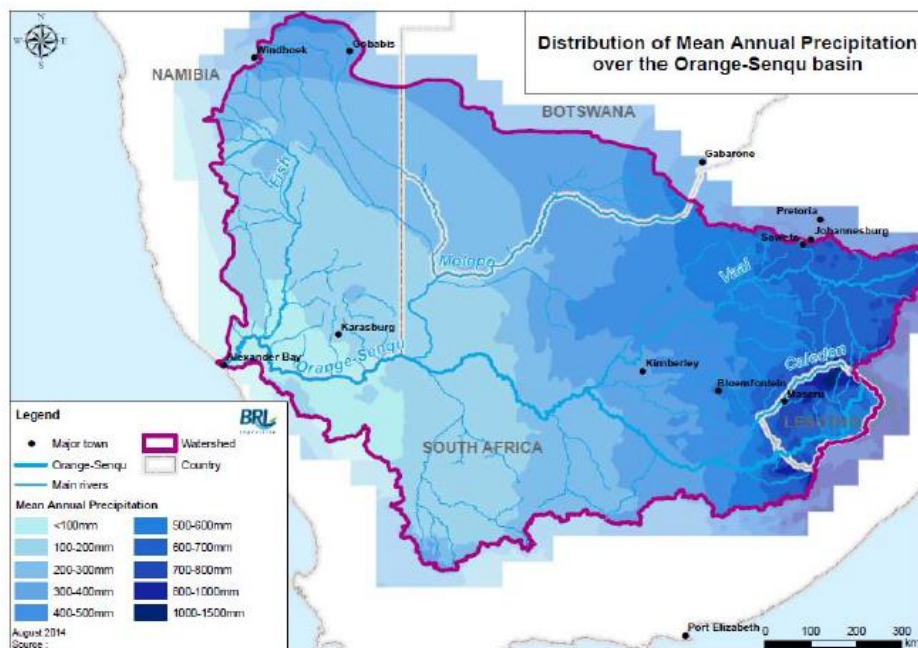 Distribution of Mean Annual Precipitation
over the Orange-Senqu basin
N
W E
S
Windhoek
Gobabis
NAMIBIA
BOTSWANA
Gabarone
Fish
Pretoria
Johannesburg
Soweto
Molopo
Vaal
Karasburg
Orange-Senqu
Alexander Bay
Kimberley
Caledon
Bloemfontein
Maseru
LESOTHO
SOUTH AFRICA
Legend
BRL
Major town
Watershed
Orange-Senqu
Country
Main rivers
Mean Annual Precipitation
<100mm
500-600mm
100-200mm
600-700mm
200-300mm
700-800mm
300-400mm
800-1000mm
400-500mm
1000-1500mm
August 2014
Source :
Port Elizabeth
0 100 200 300
km